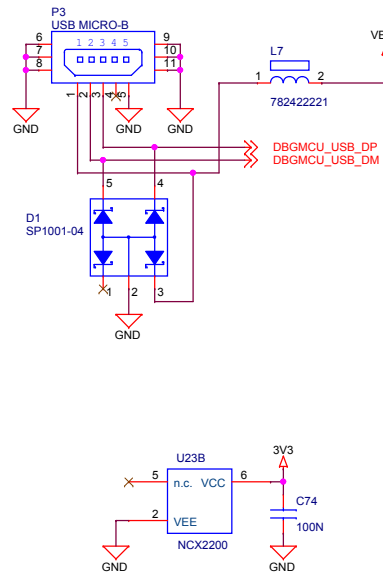 P3
USB MICRO-B
6
7
8
1 2 3 4 5
9
10
11
1
2
3
4
5
GND
GND
GND
GND
L7
1
2
782422221
DBGMCU_USB_DP
DBGMCU_USB_DM
5
4
D1
SP1001-04
1
2
3
GND
U23B
5
n.c.
VCC
6
2
VEE
NCX2200
GND
3V3
C74
100N
GND